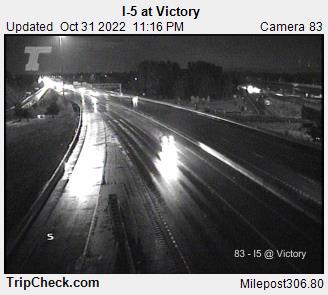 I-5 at Victory
Updated Oct 31 2022 11:16 PM Camera 83
T
S
83 - I5 @ Victory
TripCheck.com Milepost306.80